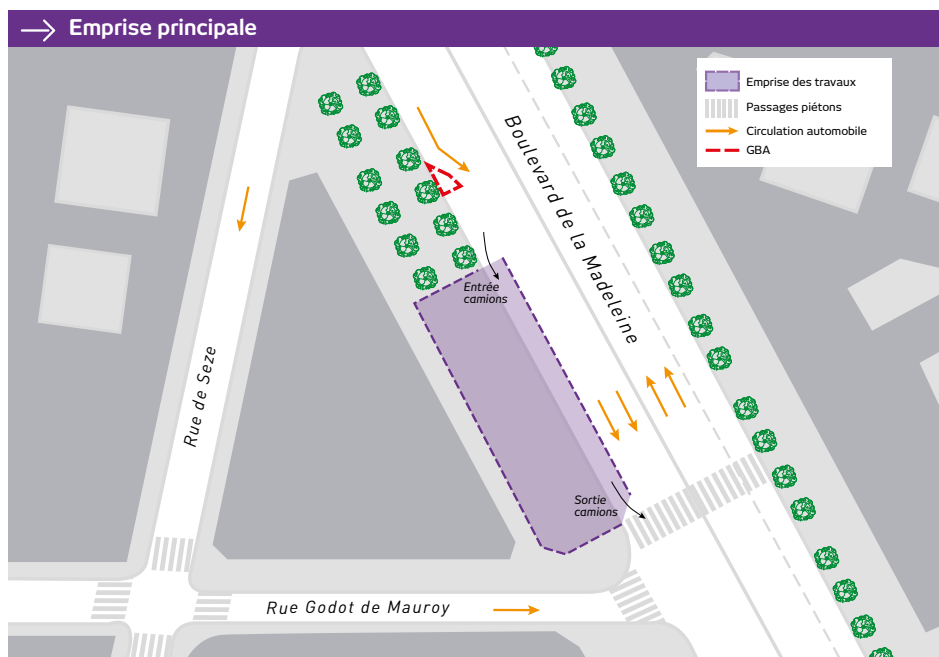 Emprise principale
Emprise des travaux
Passages piétons
Circulation automobile
GBA
Boulevard de la Madeleine
Entrée
camions
Rue de Seze
Sortie
camions
Rue Godot de Mauroy